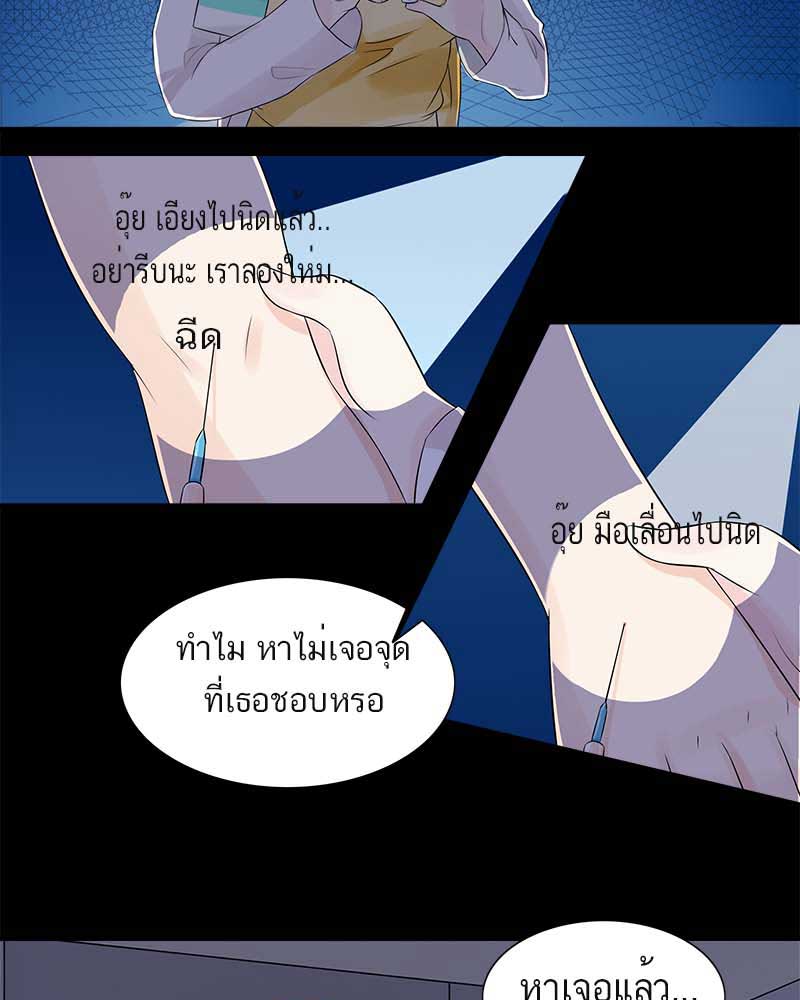 อุ๊ย เอียงไปนิดแล้ว..
อย่ารีบนะ เราลองใหม่ม...
ฉีด
อุ๊ย มือเลื่อนไปนิด
ทำไม หาไม่เจอจุด
ที่เธอชอบหรอ
หาเจอแล้ว...